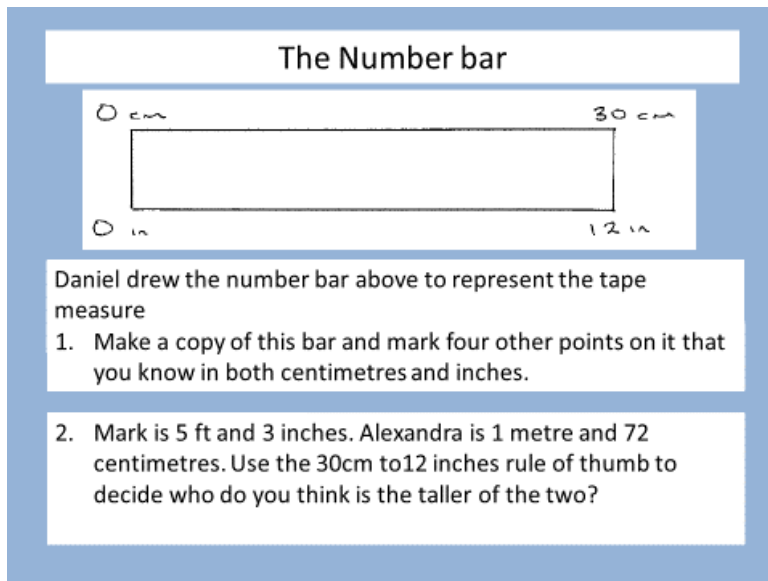 The Number bar
0 cm 30 cm
0 in 12 in
Daniel drew the number bar above to represent the tape
measure
1. Make a copy of this bar and mark four other points on it that
you know in both centimetres and inches.
2. Mark is 5 ft and 3 inches. Alexandra is 1 metre and 72
centimetres. Use the 30cm to12 inches rule of thumb to
decide who do you think is the taller of the two?